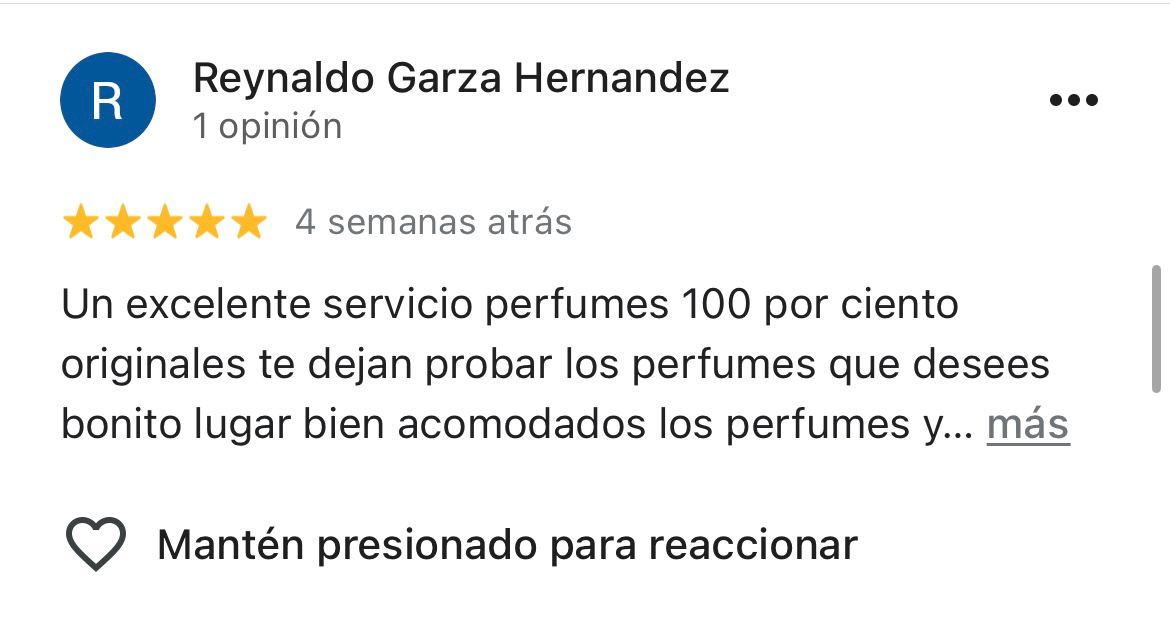 R
Reynaldo Garza Hernandez
1 opinión
4 semanas atrás
Un excelente servicio perfumes 100 por ciento
originales te dejan probar los perfumes que desees
bonito lugar bien acomodados los perfumes y... más
Mantén presionado para reaccionar